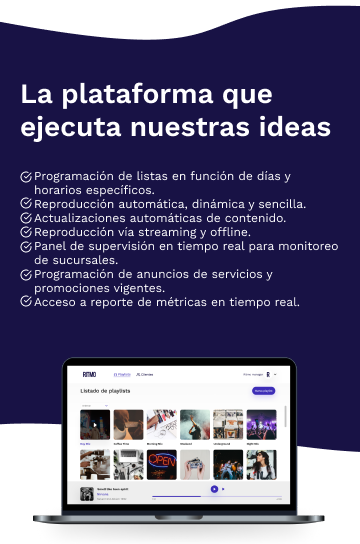 La plataforma que
ejecuta nuestras ideas
Programación de listas en función de días y
horarios específicos.
Reproducción automática, dinámica y sencilla.
Actualizaciones automáticas de contenido.
Reproducción vía streaming y offline.
Panel de supervisión en tiempo real para monitoreo
de sucursales.
Programación de anuncios de servicios y
promociones vigentes.
Acceso a reporte de métricas en tiempo real.
RITMO
Listado de playlists
OPEN